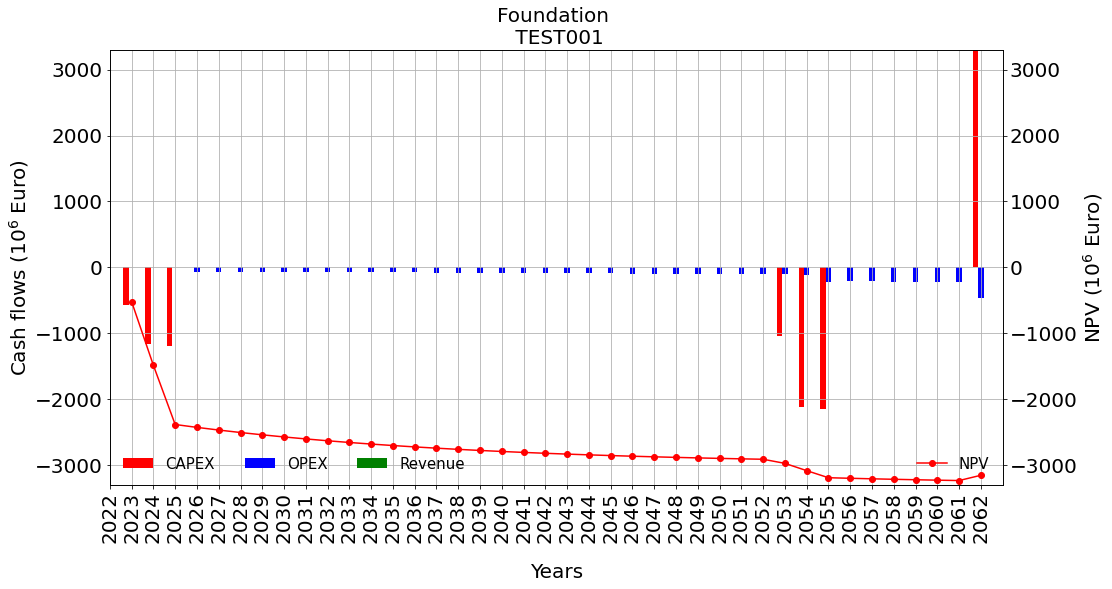 Foundation
TEST001
Cash flows (10⁶ Euro)
3000
2000
1000
0
−1000
−2000
−3000
3000
2000
1000
0
−1000
−2000
−3000
NPV (10⁶ Euro)
CAPEX OPEX Revenue NPV
2022 2023 2024 2025 2026 2027 2028 2029 2030 2031 2032 2033 2034 2035 2036 2037 2038 2039 2040 2041 2042 2043 2044 2045 2046 2047 2048 2049 2050 2051 2052 2053 2054 2055 2056 2057 2058 2059 2060 2061 2062
Years